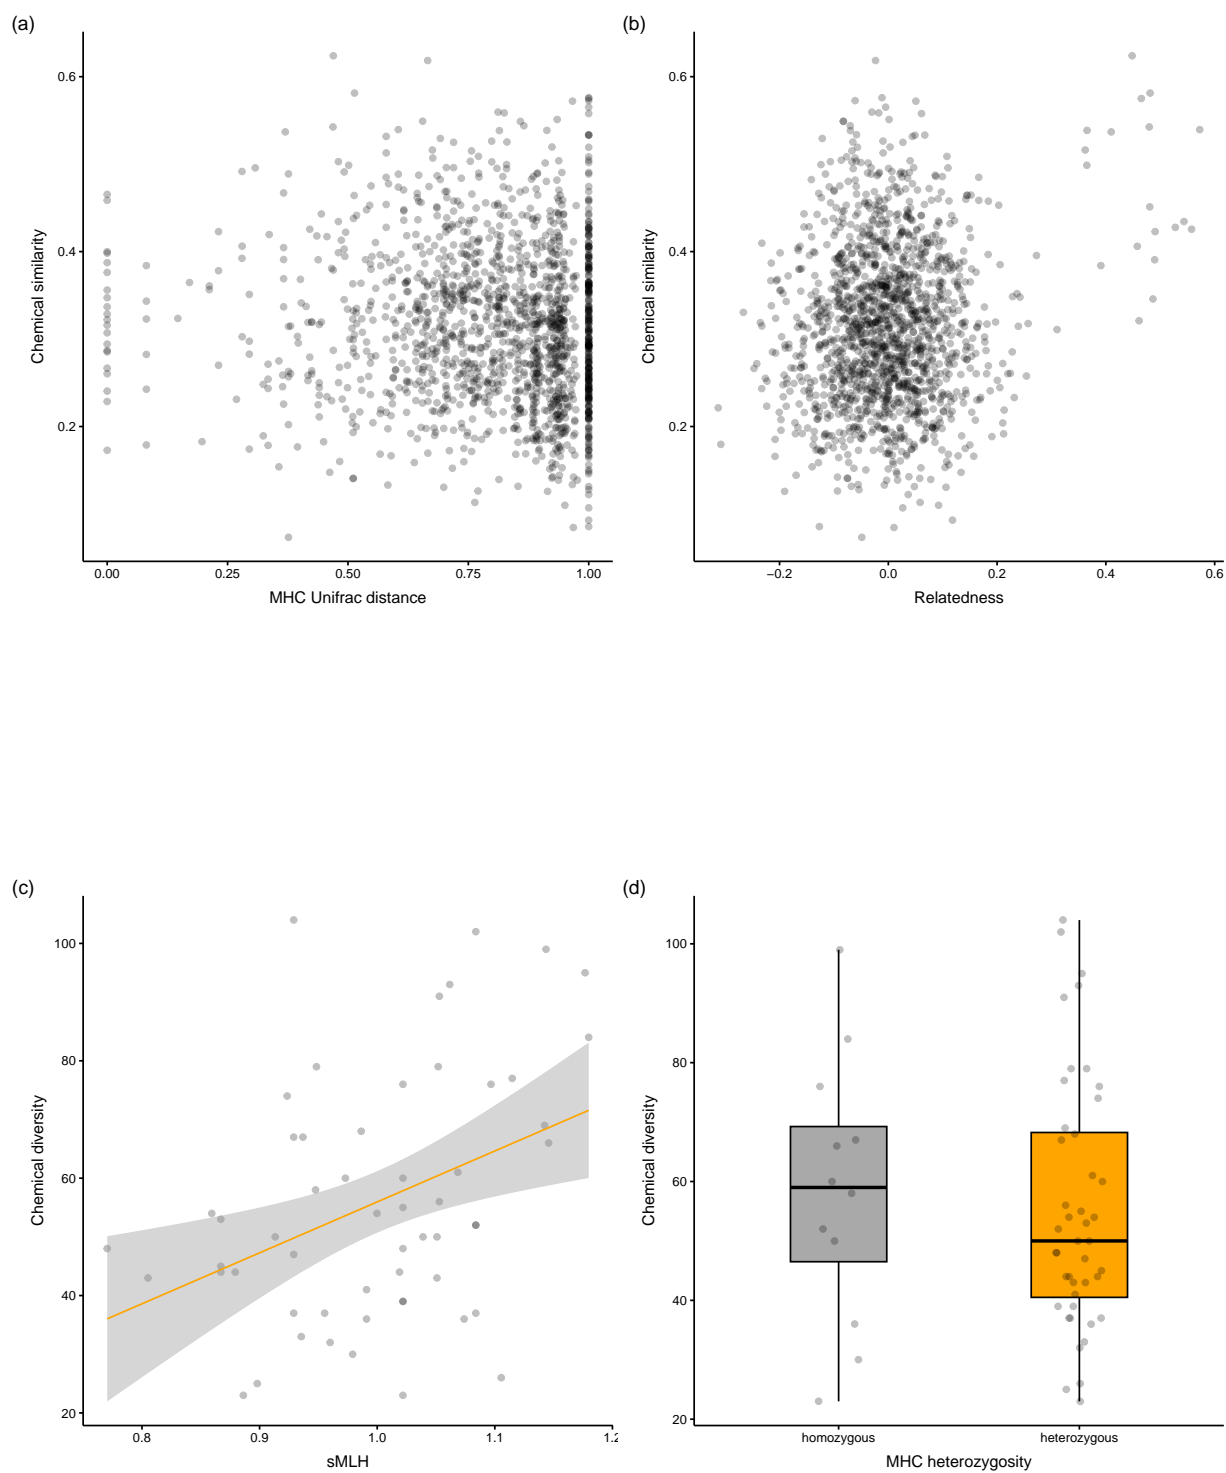 (a)
0.6
0.4
0.2
Chemical similarity
0.00 0.25 0.50 0.75 1.00
MHC Unifrac distance
(b)
0.6
0.4
0.2
Chemical similarity
−0.2 0.0 0.2 0.4 0.6
Relatedness
(c)
100
80
60
40
20
Chemical diversity
0.8 0.9 1.0 1.1 1.2
sMLH
(d)
100
80
60
40
20
Chemical diversity
homozygous heterozygous
MHC heterozygosity